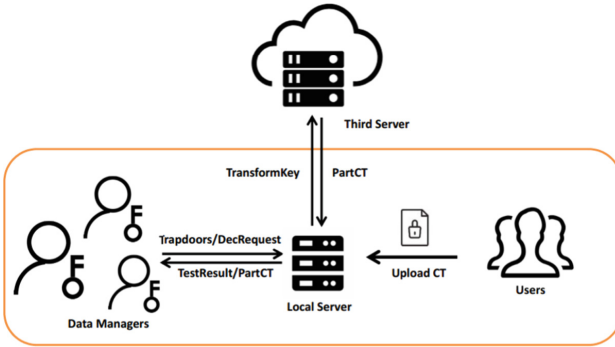 Third Server
TransformKey
PartCT
Trapdoors/DecRequest
TestResult/PartCT
Upload CT
Local Server
Users
Data Managers